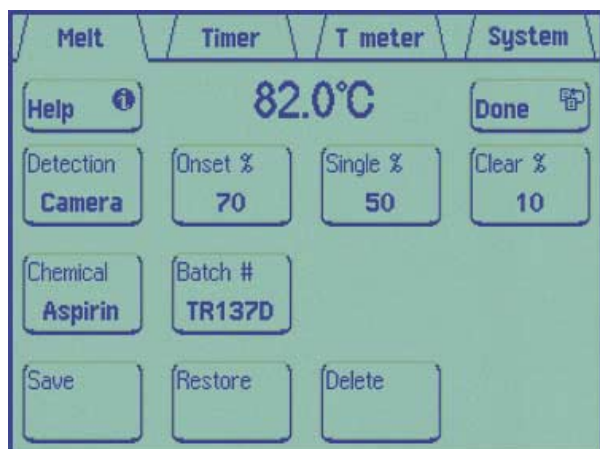 Melt Timer T meter System
Help 82.0°C Done
Detection Onset % Single % Clear %
Camera 70 50 10
Chemical Batch #
Aspirin TR137D
Save Restore Delete